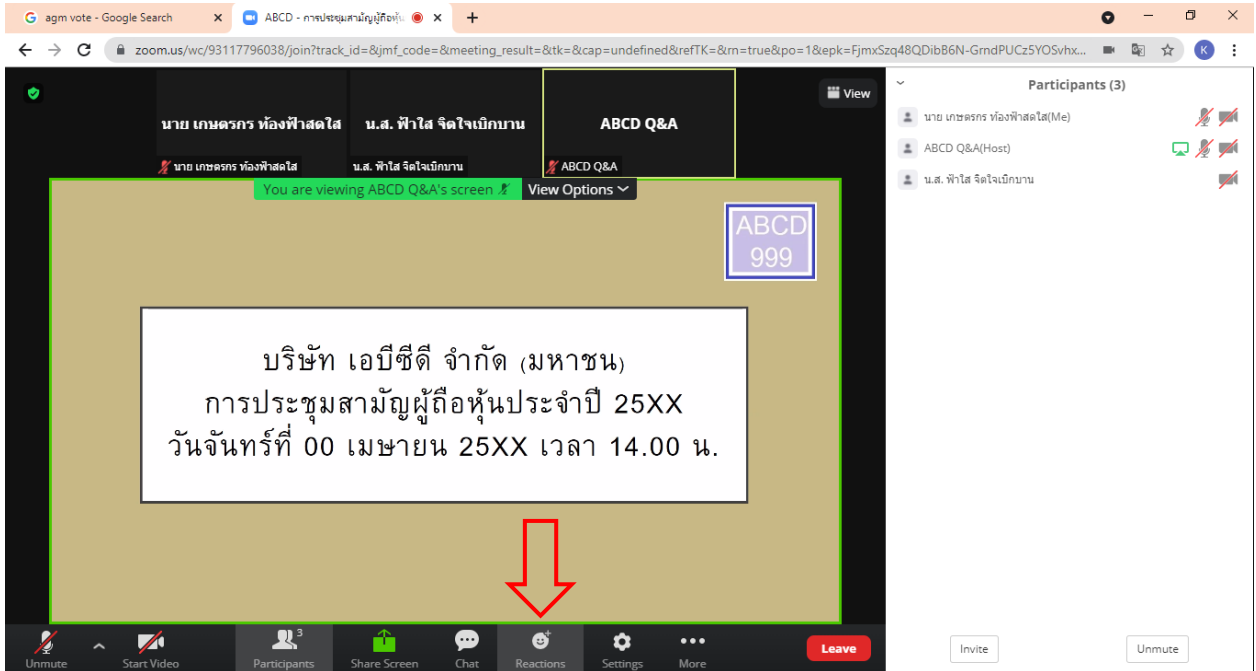 agm vote - Google Search
ABCD - การประชุมสามัญผู้ถือหุ้น
zoom.us/wc/93117796038/join?track_id=&jmf_code=&meeting_result=&tk=&cap=undefined&refTK=&rn=true&po=1&epk=FjmxSzq48QDibB6N-GrndPUCz5YOSvhx...
K
View
นาย เกษตรกร ท้องฟ้าสดใส
น.ส. ฟ้าใส จิตใจเบิกบาน
ABCD Q&A
นาย เกษตรกร ท้องฟ้าสดใส
น.ส. ฟ้าใส จิตใจเบิกบาน
ABCD Q&A
You are viewing ABCD Q&A's screen
View Options
ABCD
999
บริษัท เอบีซีดี จำกัด (มหาชน)
การประชุมสามัญผู้ถือหุ้นประจำปี 25XX
วันจันทร์ที่ 00 เมษายน 25XX เวลา 14.00 น.
Unmute
Start Video
3
Participants
Share Screen
Chat
Reactions
Settings
More
Leave
Participants (3)
นาย เกษตรกร ท้องฟ้าสดใส(Me)
ABCD Q&A(Host)
น.ส. ฟ้าใส จิตใจเบิกบาน
Invite
Unmute